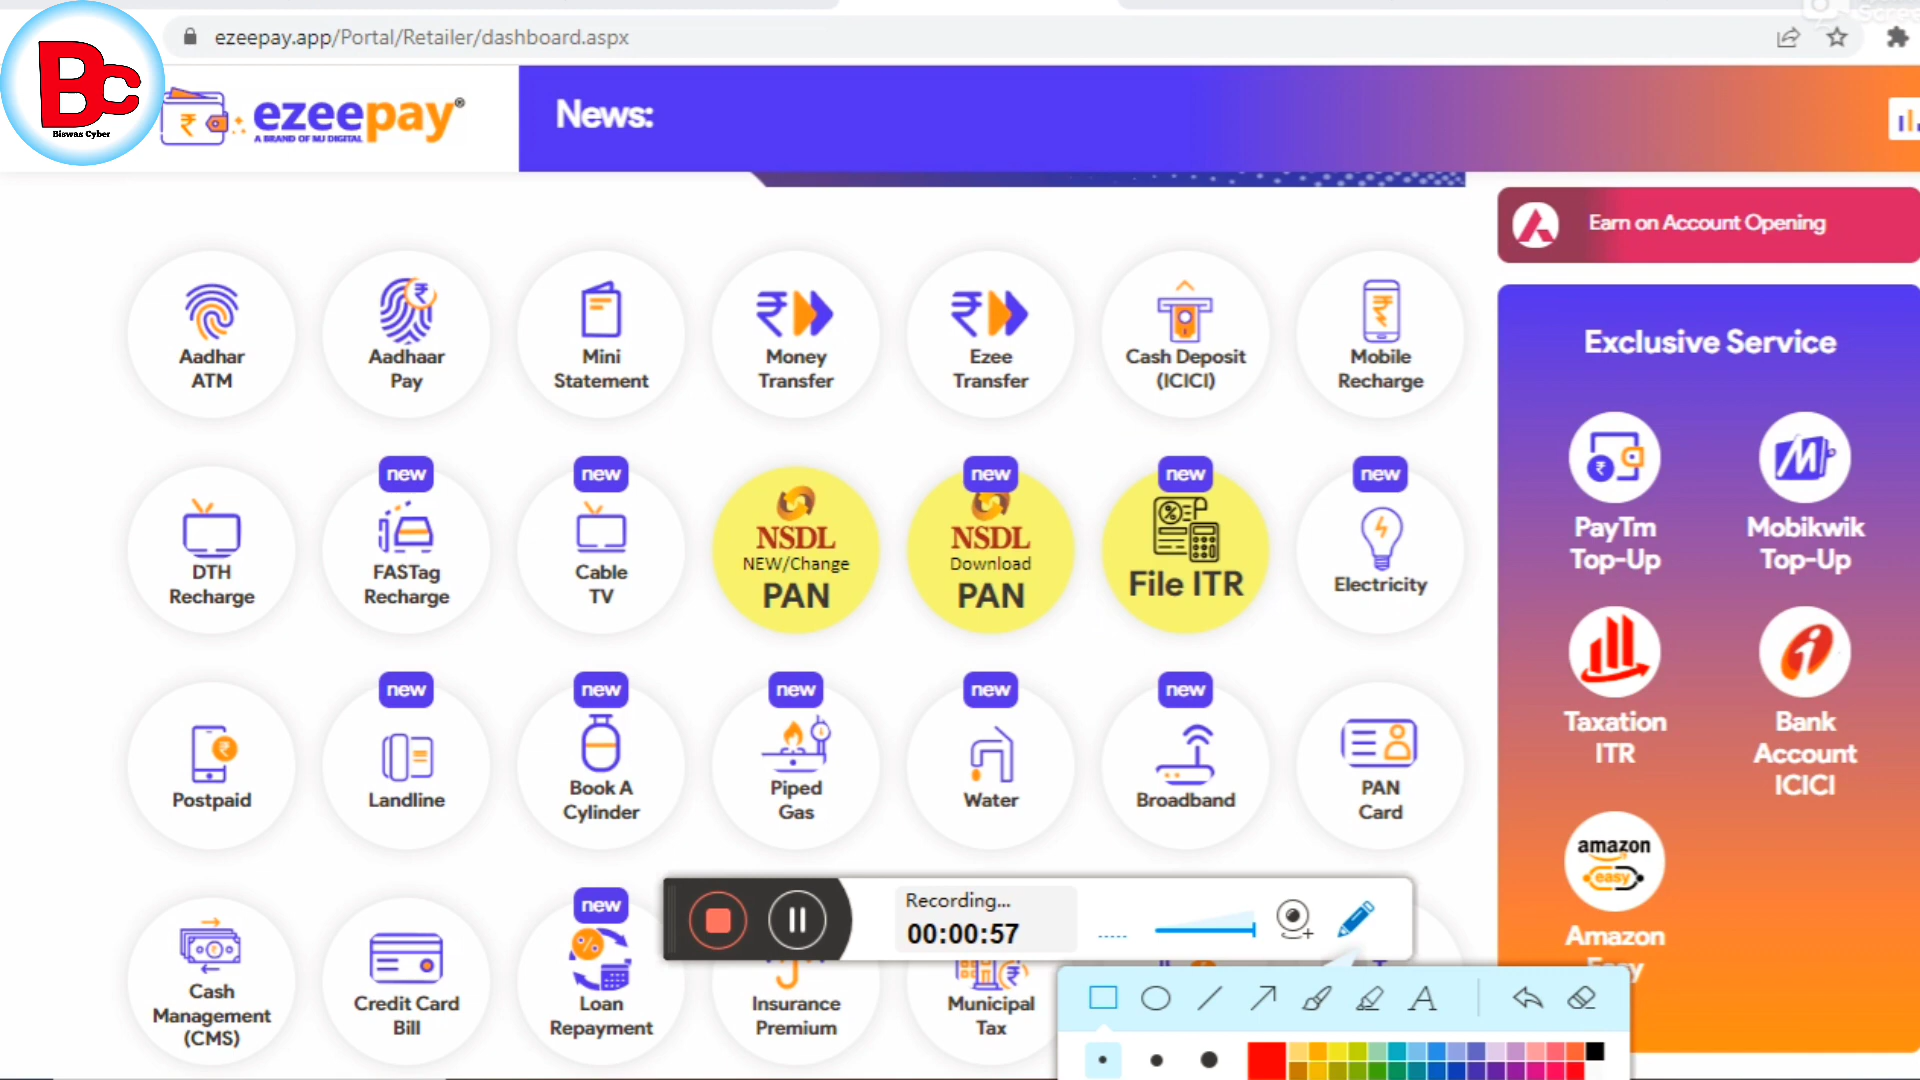 ezeepay.app/Portal/Retailer/dashboard.aspx
BC
Biswas Cyber
ezeepay®
A BRAND OF MJ DIGITAL
News:
Earn on Account Opening
Aadhar
ATM
Aadhaar
Pay
Mini
Statement
Money
Transfer
Ezee
Transfer
Cash Deposit
(ICICI)
Mobile
Recharge
Exclusive Service
PayTm
Top-Up
Mobikwik
Top-Up
Taxation
ITR
Bank
Account
ICICI
amazon
easy
Amazon
Easy
DTH
Recharge
new
FASTag
Recharge
new
Cable
TV
NSDL
NEW/Change
PAN
new
NSDL
Download
PAN
new
File ITR
new
Electricity
Postpaid
new
Landline
new
Book A
Cylinder
new
Piped
Gas
new
Water
new
Broadband
PAN
Card
Cash
Management
(CMS)
Credit Card
Bill
new
Loan
Repayment
Insurance
Premium
Municipal
Tax
Recording...
00:00:57
A